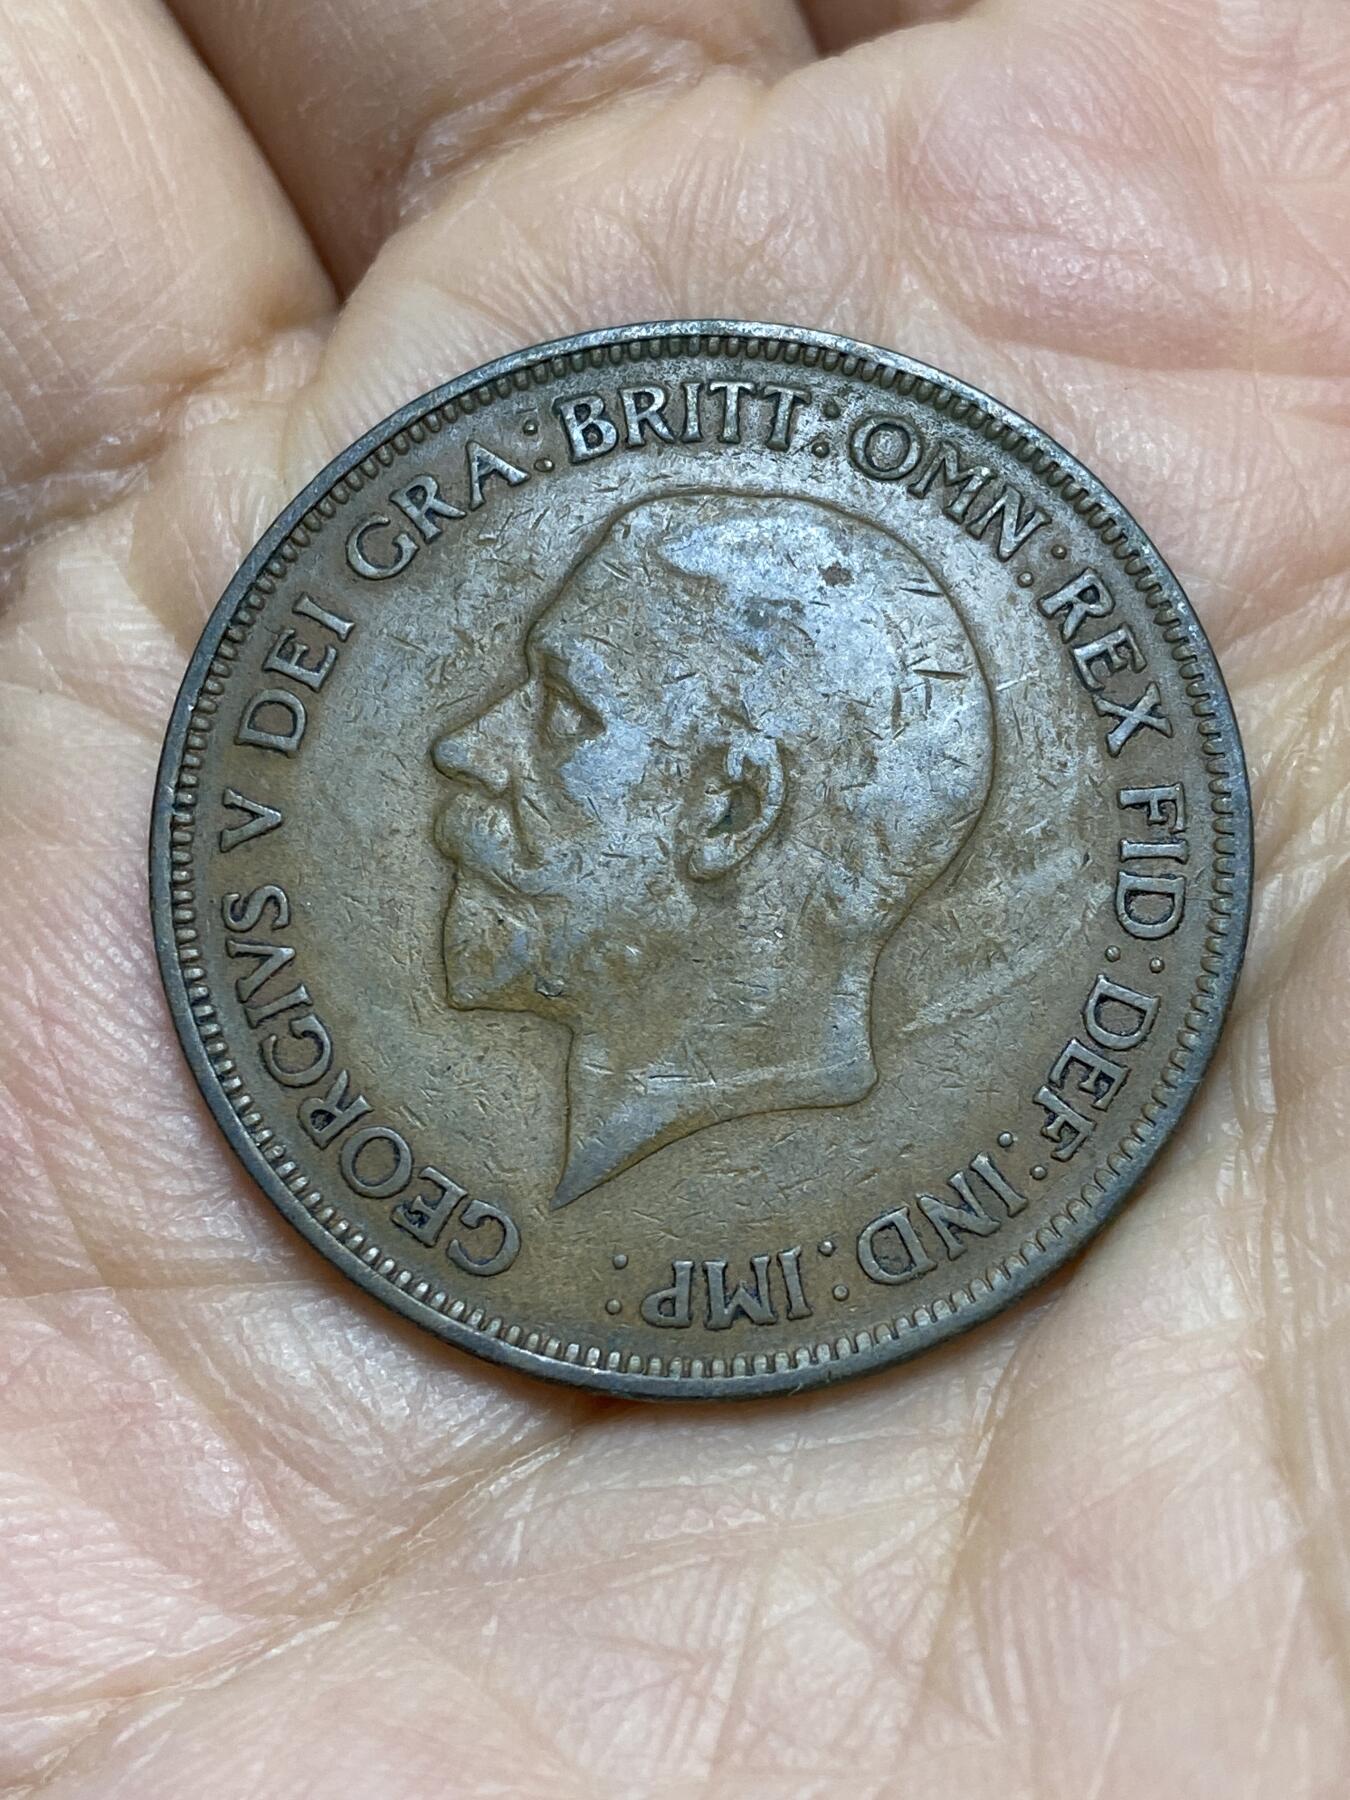 GEORGIVS V DEI GRA: BRITT: OMN: REX FID: DEF: IND: IMP: